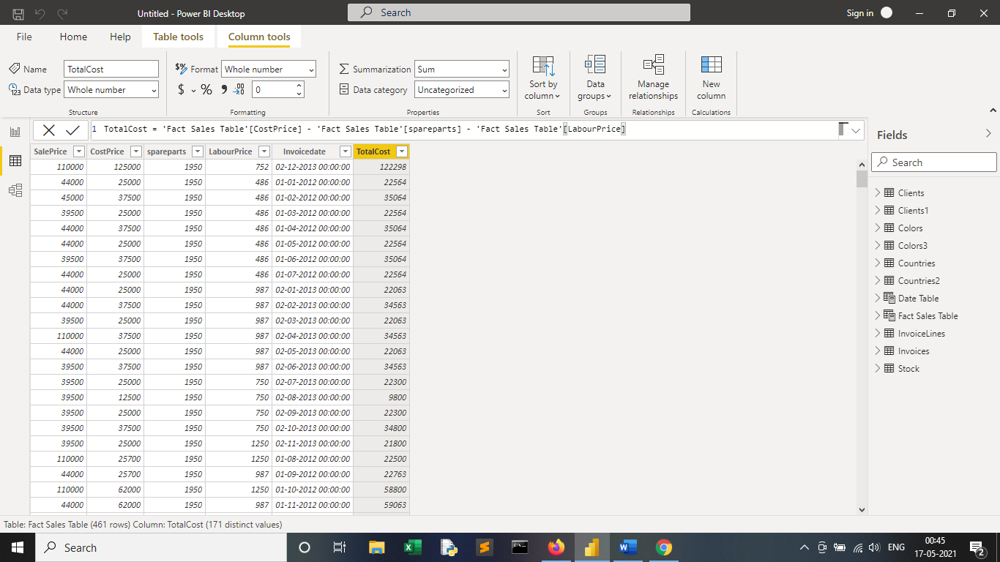 Untitled - Power BI Desktop
Search
Sign in
File Home Help Table tools Column tools
Name TotalCost
Data type Whole number
Structure
Format Whole number
$ % 0
Formatting
Summarization Sum
Data category Uncategorized
Properties
Sort by
column
Sort
Data
groups
Groups
Manage
relationships
Relationships
New
column
Calculations
1 TotalCost = 'Fact Sales Table'[CostPrice] - 'Fact Sales Table'[spareparts] - 'Fact Sales Table'[LabourPrice]
SalePrice CostPrice spareparts LabourPrice Invoicedate TotalCost
110000 125000 1950 752 02-12-2013 00:00:00 122298
44000 25000 1950 486 01-01-2012 00:00:00 22564
45000 37500 1950 486 01-02-2012 00:00:00 35064
39500 25000 1950 486 01-03-2012 00:00:00 22564
44000 37500 1950 486 01-04-2012 00:00:00 35064
44000 25000 1950 486 01-05-2012 00:00:00 22564
39500 37500 1950 486 01-06-2012 00:00:00 35064
44000 25000 1950 486 01-07-2012 00:00:00 22564
44000 25000 1950 987 02-01-2013 00:00:00 22063
44000 37500 1950 987 02-02-2013 00:00:00 34563
39500 25000 1950 987 02-03-2013 00:00:00 22063
110000 37500 1950 987 02-04-2013 00:00:00 34563
44000 25000 1950 987 02-05-2013 00:00:00 22063
39500 37500 1950 987 02-06-2013 00:00:00 34563
39500 25000 1950 750 02-07-2013 00:00:00 22300
39500 12500 1950 750 02-08-2013 00:00:00 9800
39500 25000 1950 750 02-09-2013 00:00:00 22300
39500 37500 1950 750 02-10-2013 00:00:00 34800
39500 25000 1950 1250 02-11-2013 00:00:00 21800
110000 25700 1950 1250 01-08-2012 00:00:00 22500
44000 25700 1950 987 01-09-2012 00:00:00 22763
110000 62000 1950 1250 01-10-2012 00:00:00 58800
44000 62000 1950 987 01-11-2012 00:00:00 59063
Fields
Search
Clients
Clients1
Colors
Colors3
Countries
Countries2
Date Table
Fact Sales Table
InvoiceLines
Invoices
Stock
Table: Fact Sales Table (461 rows) Column: TotalCost (171 distinct values)
Search
ENG
00:45
17-05-2021
2